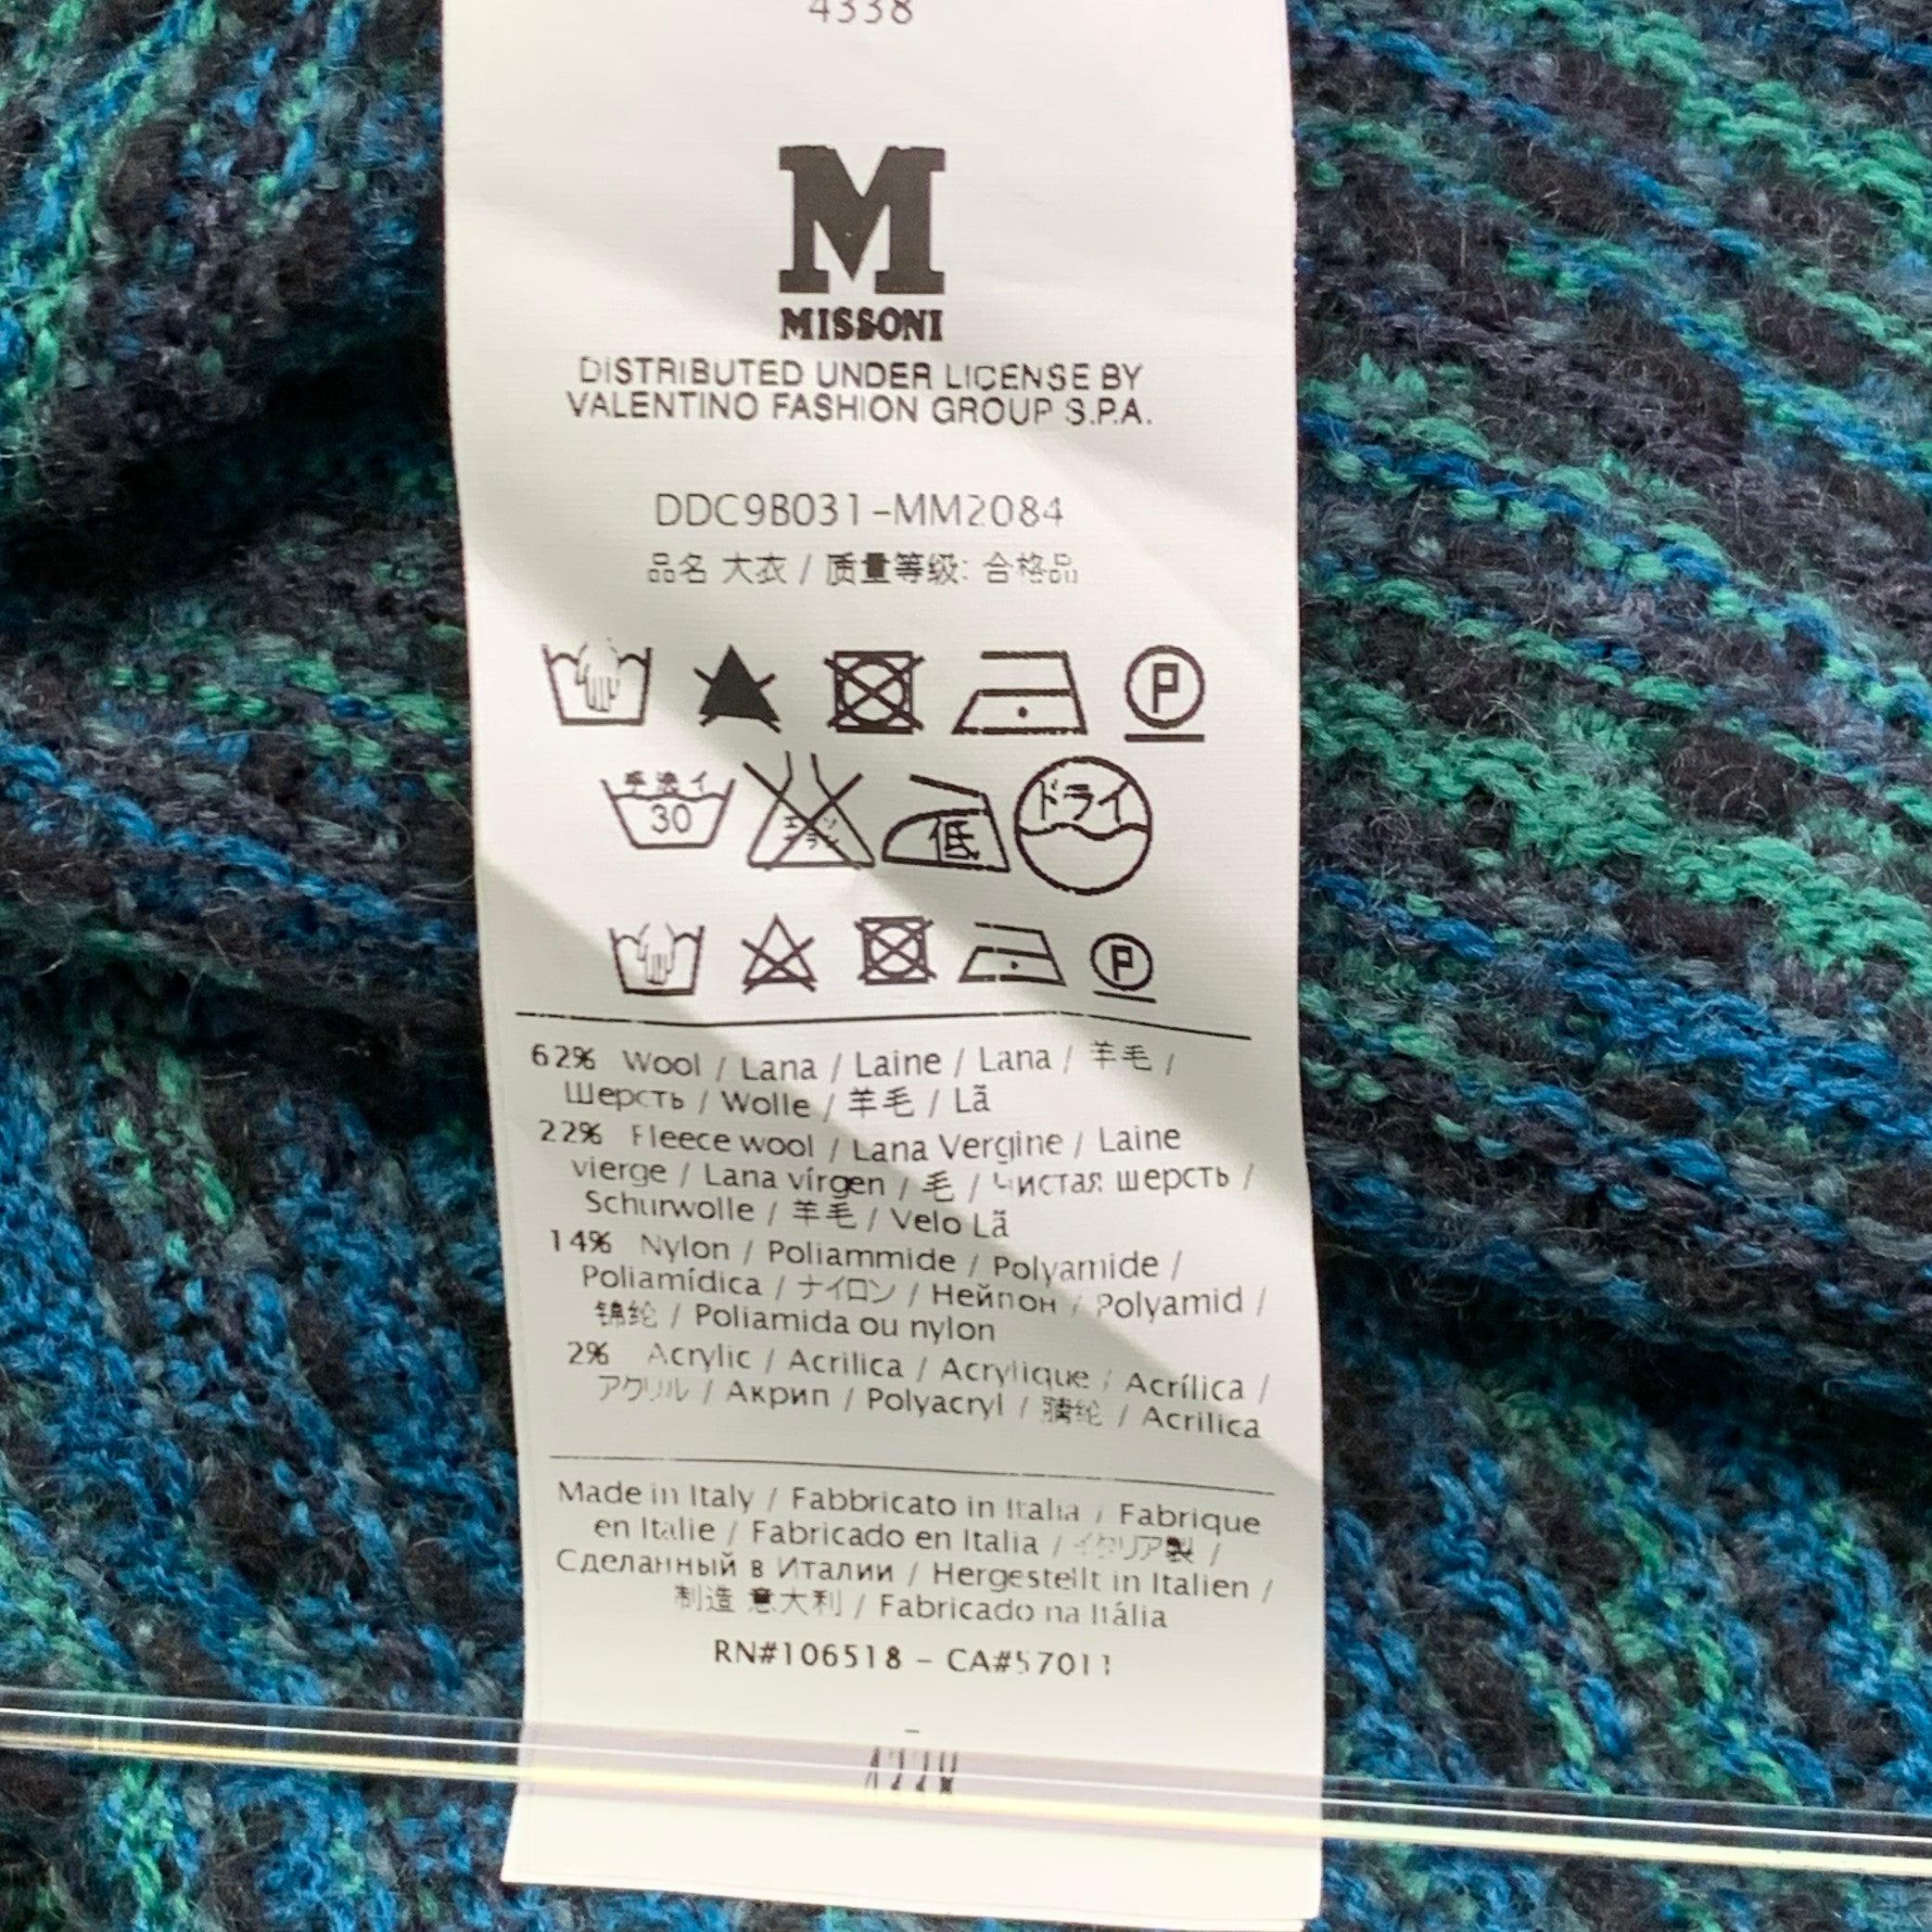 4338
M
MISSONI
DISTRIBUTED UNDER LICENSE BY
VALENTINO FASHION GROUP S.P.A.
DDC9B031-MM2084
品名 大衣 / 质量等级: 合格品
P
手洗イ
30
低
ドライ
P
62% Wool / Lana / Laine / Lana / 羊毛 /
Шерсть / Wolle / 羊毛 / Lã
22% Fleece wool / Lana Vergine / Laine
vierge / Lana vírgen / 毛 / Чистая шерсть /
Schurwolle / 羊毛 / Velo Lã
14% Nylon / Poliammide / Polyamide /
Poliamídica / ナイロン / Нейпон / Polyamid /
锦纶 / Poliamida ou nylon
2% Acrylic / Acrilica / Acrylique / Acrílica /
アクリル / Акрип / Polyacryl / / Acrilica
Made in Italy / Fabbricato in Italia / Fabrique
en Italie / Fabricado en Italia / イタリア製 /
Сделанный в Италии / Hergestellt in Italien /
制造 意大利 / Fabricado na Itália
RN#106518 - CA#57011